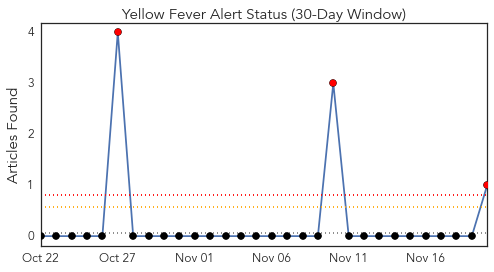 Yellow Fever Alert Status (30-Day Window)
Articles Found
4
3
2
1
0
Oct 22 Oct 27 Nov 01 Nov 06 Nov 11 Nov 16